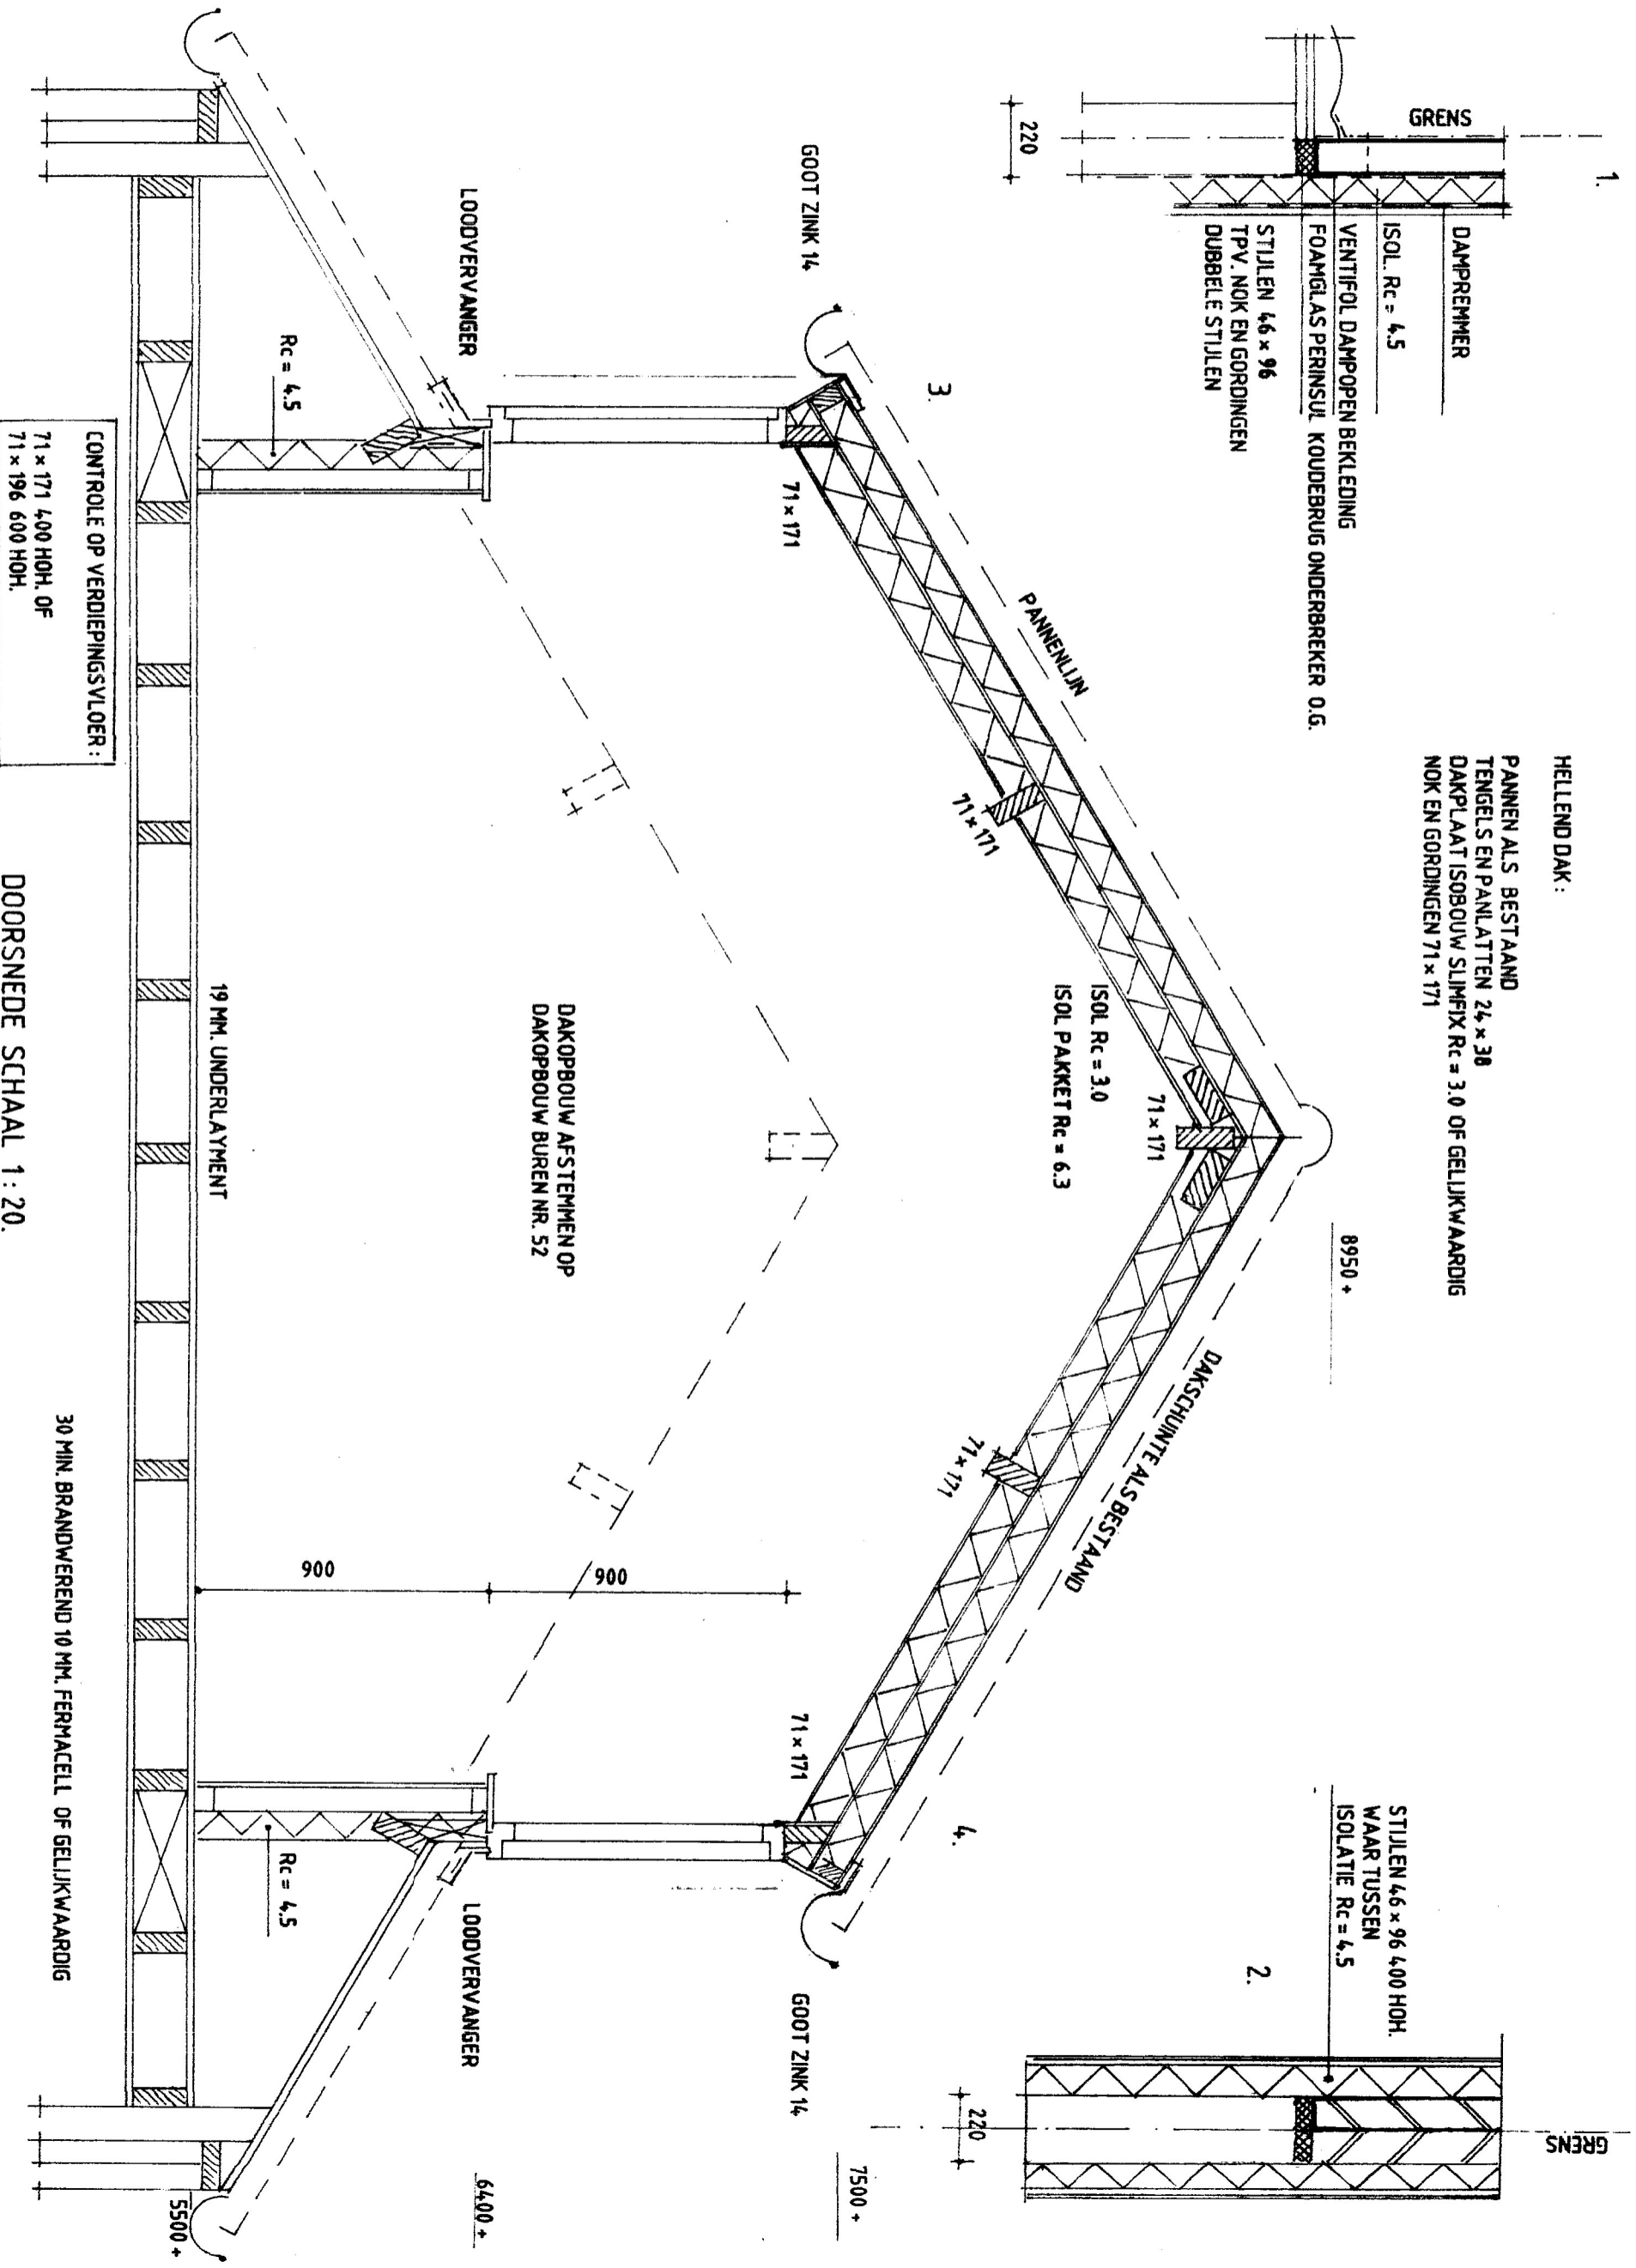 1.
GRENS
220
DAMPREMMER
ISOL. Rc = 4.5
VENTIFOL DAMPOPEN BEKLEDING
FOAMGLAS PERINSUL KOUDEBRUG ONDERBREKER O.G.
STIJLEN 46 x 96
TPV. NOK EN GORDINGEN
DUBBELE STIJLEN
HELLEND DAK :
PANNEN ALS BESTAAND
TENGELS EN PANLATTEN 24 x 38
DAKPLAAT ISOBOUW SLIMFIX Rc = 3.0 OF GELIJKWAARDIG
NOK EN GORDINGEN 71 x 171
STIJLEN 46 x 96 400 HOH.
WAAR TUSSEN
ISOLATIE Rc = 4.5
2.
GRENS
220
8950 +
PANNENLIJN
DAKSCHUINTE ALS BESTAAND
3.
4.
71 x 171
71 x 171
71 x 171
71 x 171
71 x 171
ISOL Rc = 3.0
ISOL PAKKET Rc = 6.3
GOOT ZINK 14
GOOT ZINK 14
7500 +
DAKOPBOUW AFSTEMMEN OP
DAKOPBOUW BUREN NR. 52
900
900
LOODVERVANGER
LOODVERVANGER
6400 +
Rc = 4.5
Rc = 4.5
19 MM. UNDERLAYMENT
5500 +
CONTROLE OP VERDIEPINGSVLOER :
71 x 171 400 HOH. OF
71 x 196 600 HOH.
30 MIN. BRANDWEREND 10 MM. FERMACELL OF GELIJKWAARDIG
DOORSNEDE SCHAAL 1 : 20.